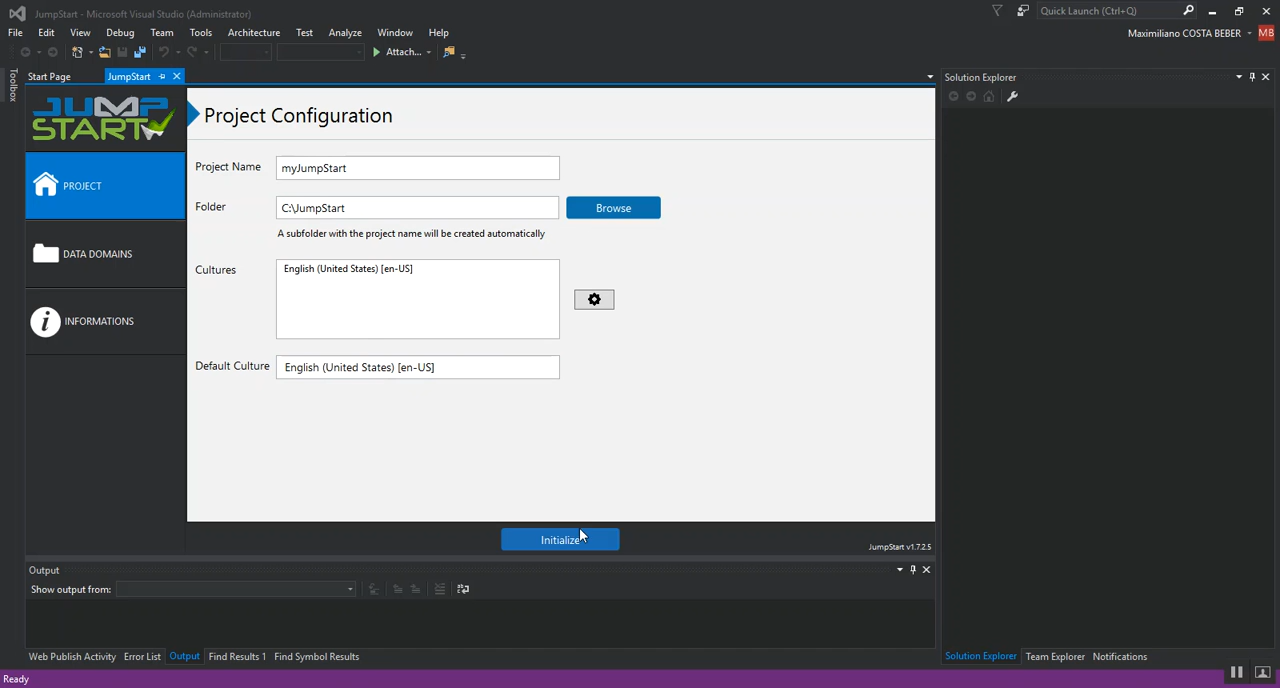 JumpStart - Microsoft Visual Studio (Administrator)
Quick Launch (Ctrl+Q)
File Edit View Debug Team Tools Architecture Test Analyze Window Help
Maximiliano COSTA BEBER MB
Attach...
Toolbox
Start Page JumpStart
Solution Explorer
JUMP
START
Project Configuration
PROJECT
DATA DOMAINS
INFORMATIONS
Project Name myJumpStart
Folder C:\JumpStart Browse
A subfolder with the project name will be created automatically
Cultures English (United States) [en-US]
Default Culture English (United States) [en-US]
Initialize
JumpStart v1.7.2.5
Output
Show output from:
Web Publish Activity Error List Output Find Results 1 Find Symbol Results
Solution Explorer Team Explorer Notifications
Ready